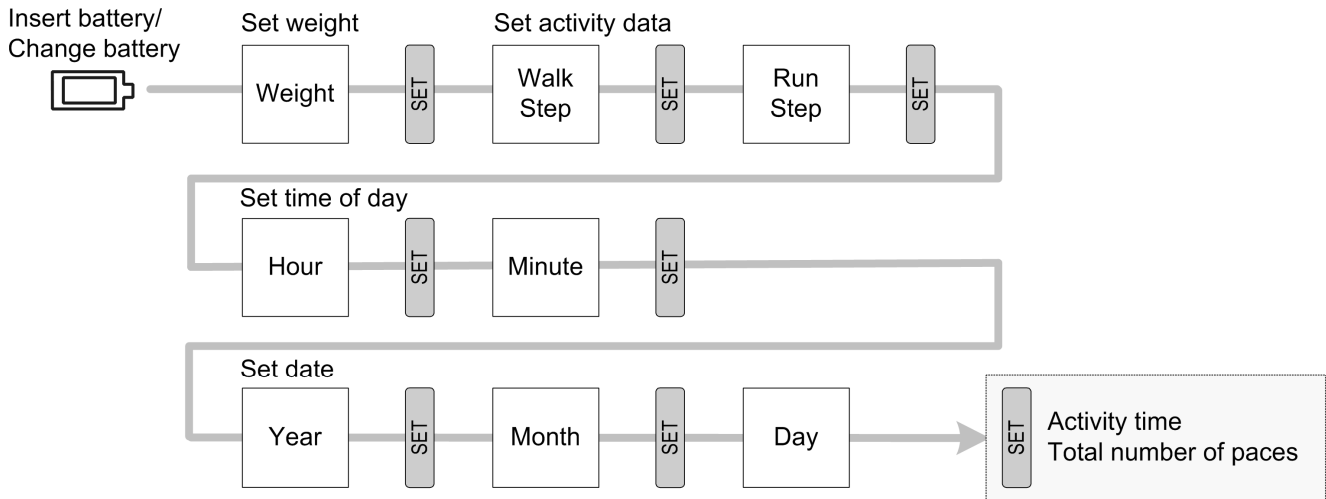 Insert battery/
Change battery
Set weight
Set activity data
Weight
SET
Walk
Step
SET
Run
Step
SET
Set time of day
Hour
SET
Minute
SET
Set date
Year
SET
Month
SET
Day
SET
Activity time
Total number of paces